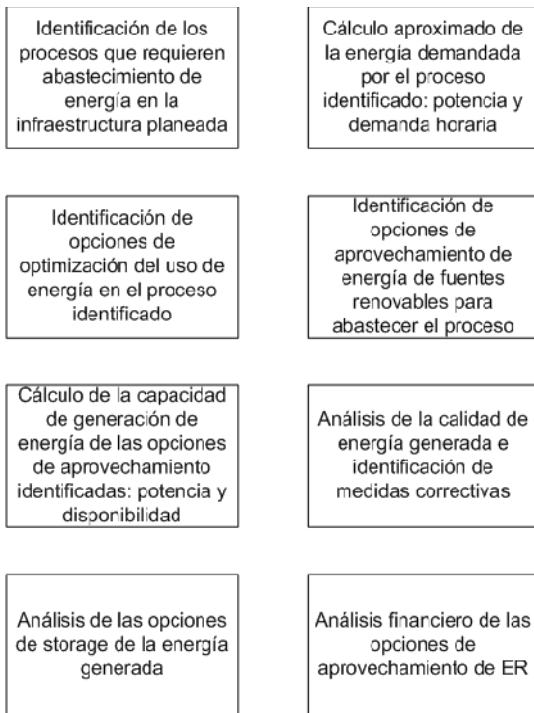 Identificación de los
procesos que requieren
abastecimiento de
energía en la
infraestructura planeada
Cálculo aproximado de
la energía demandada
por el proceso
identificado: potencia y
demanda horaria
Identificación de
opciones de
optimización del uso de
energía en el proceso
identificado
Identificación de
opciones de
aprovechamiento de
energía de fuentes
renovables para
abastecer el proceso
Cálculo de la capacidad
de generación de
energía de las opciones
de aprovechamiento
identificadas: potencia y
disponibilidad
Análisis de la calidad de
energía generada e
identificación de
medidas correctivas
Análisis de las opciones
de storage de la energía
generada
Análisis financiero de las
opciones de
aprovechamiento de ER